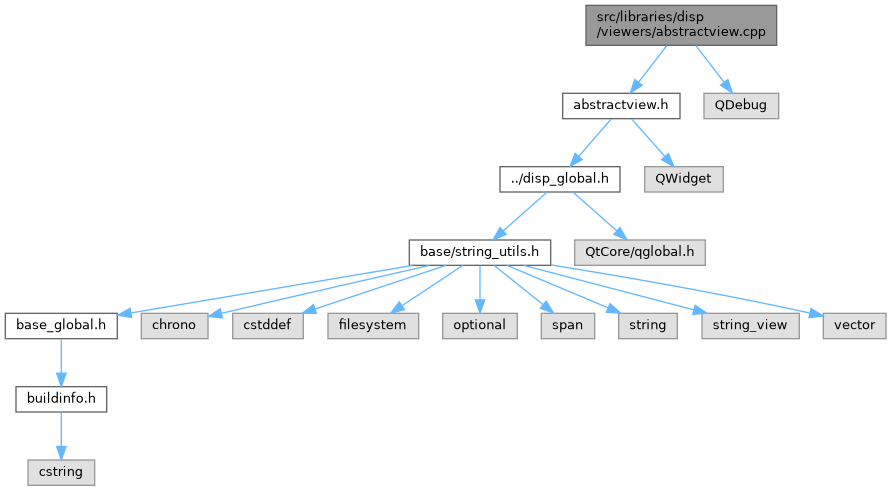 src/libraries/disp
/viewers/abstractview.cpp
abstractview.h
QDebug
../disp_global.h
QWidget
base/string_utils.h
QtCore/qglobal.h
base_global.h
chrono
cstddef
filesystem
optional
span
string
string_view
vector
buildinfo.h
cstring